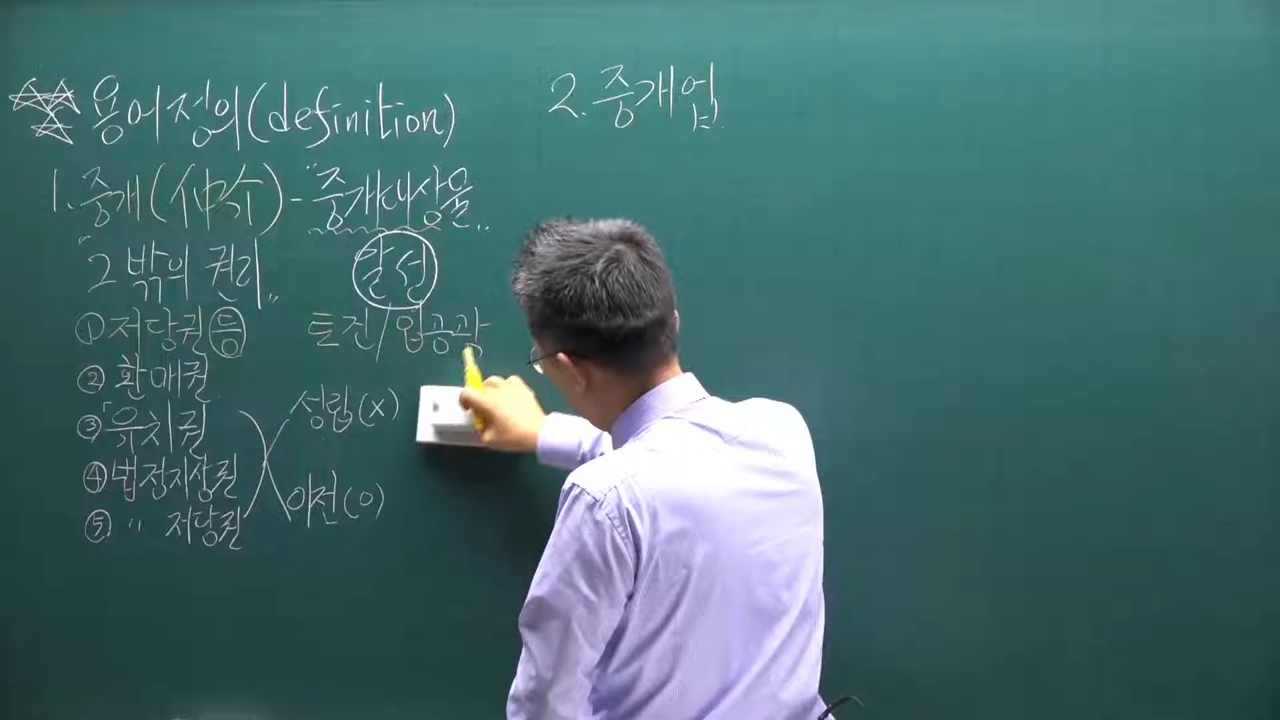 용어정의(definition)
1. 중개(仲介) - "중개대상물"
"그 밖의 권리" 알선
① 저당권등 토건/입공광
② 환매권
③ 「유치권 성립(x)
④ 법정지상권 이전(o)
⑤ " 저당권
2. 중개업